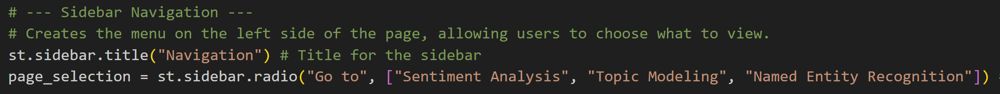 # --- Sidebar Navigation ---
# Creates the menu on the left side of the page, allowing users to choose what to view.
st.sidebar.title("Navigation") # Title for the sidebar
page_selection = st.sidebar.radio("Go to", ["Sentiment Analysis", "Topic Modeling", "Named Entity Recognition"])